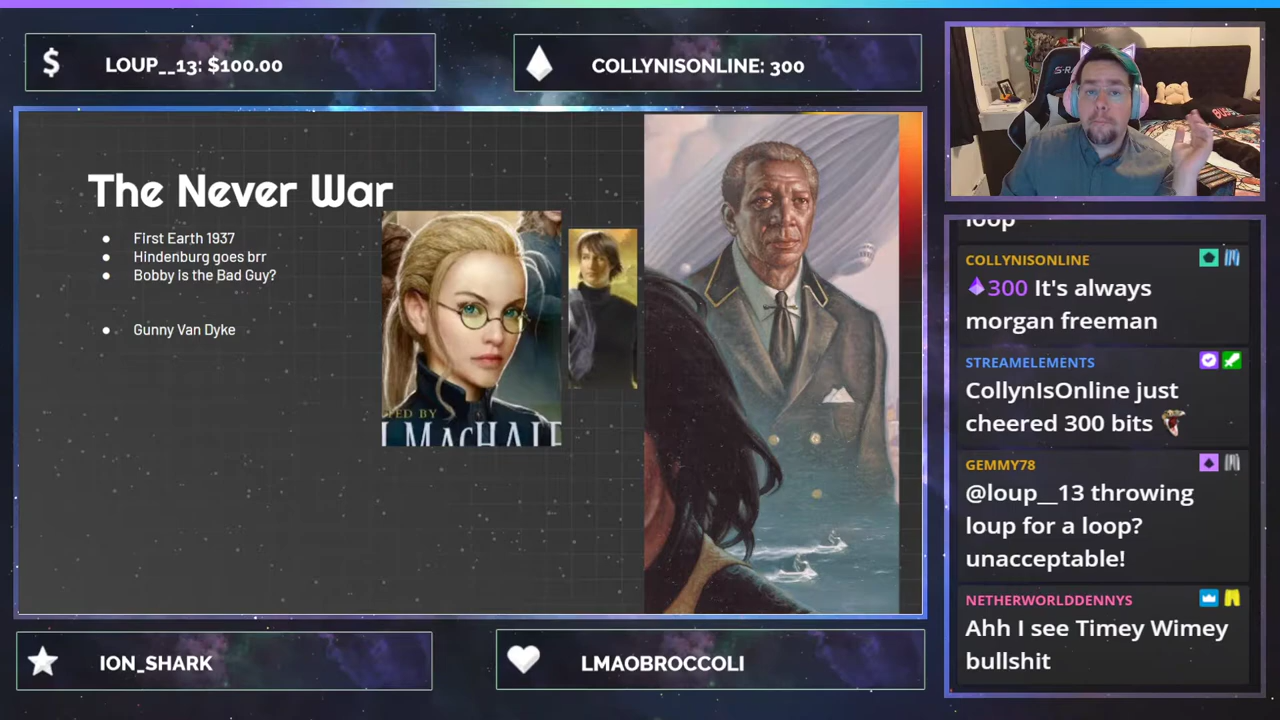 $ LOUP__13: $100.00
COLLYNISONLINE: 300
The Never War
● First Earth 1937
● Hindenburg goes brr
● Bobby is the Bad Guy?
● Gunny Van Dyke
TED BY
MACHALE
loop
COLLYNISONLINE
300 It's always
morgan freeman
STREAMELEMENTS
CollynIsOnline just
cheered 300 bits
GEMMY78
@loup__13 throwing
loup for a loop?
unacceptable!
NETHERWORLDDENNYS
Ahh I see Timey Wimey
bullshit
ION_SHARK
LMAOBROCCOLI